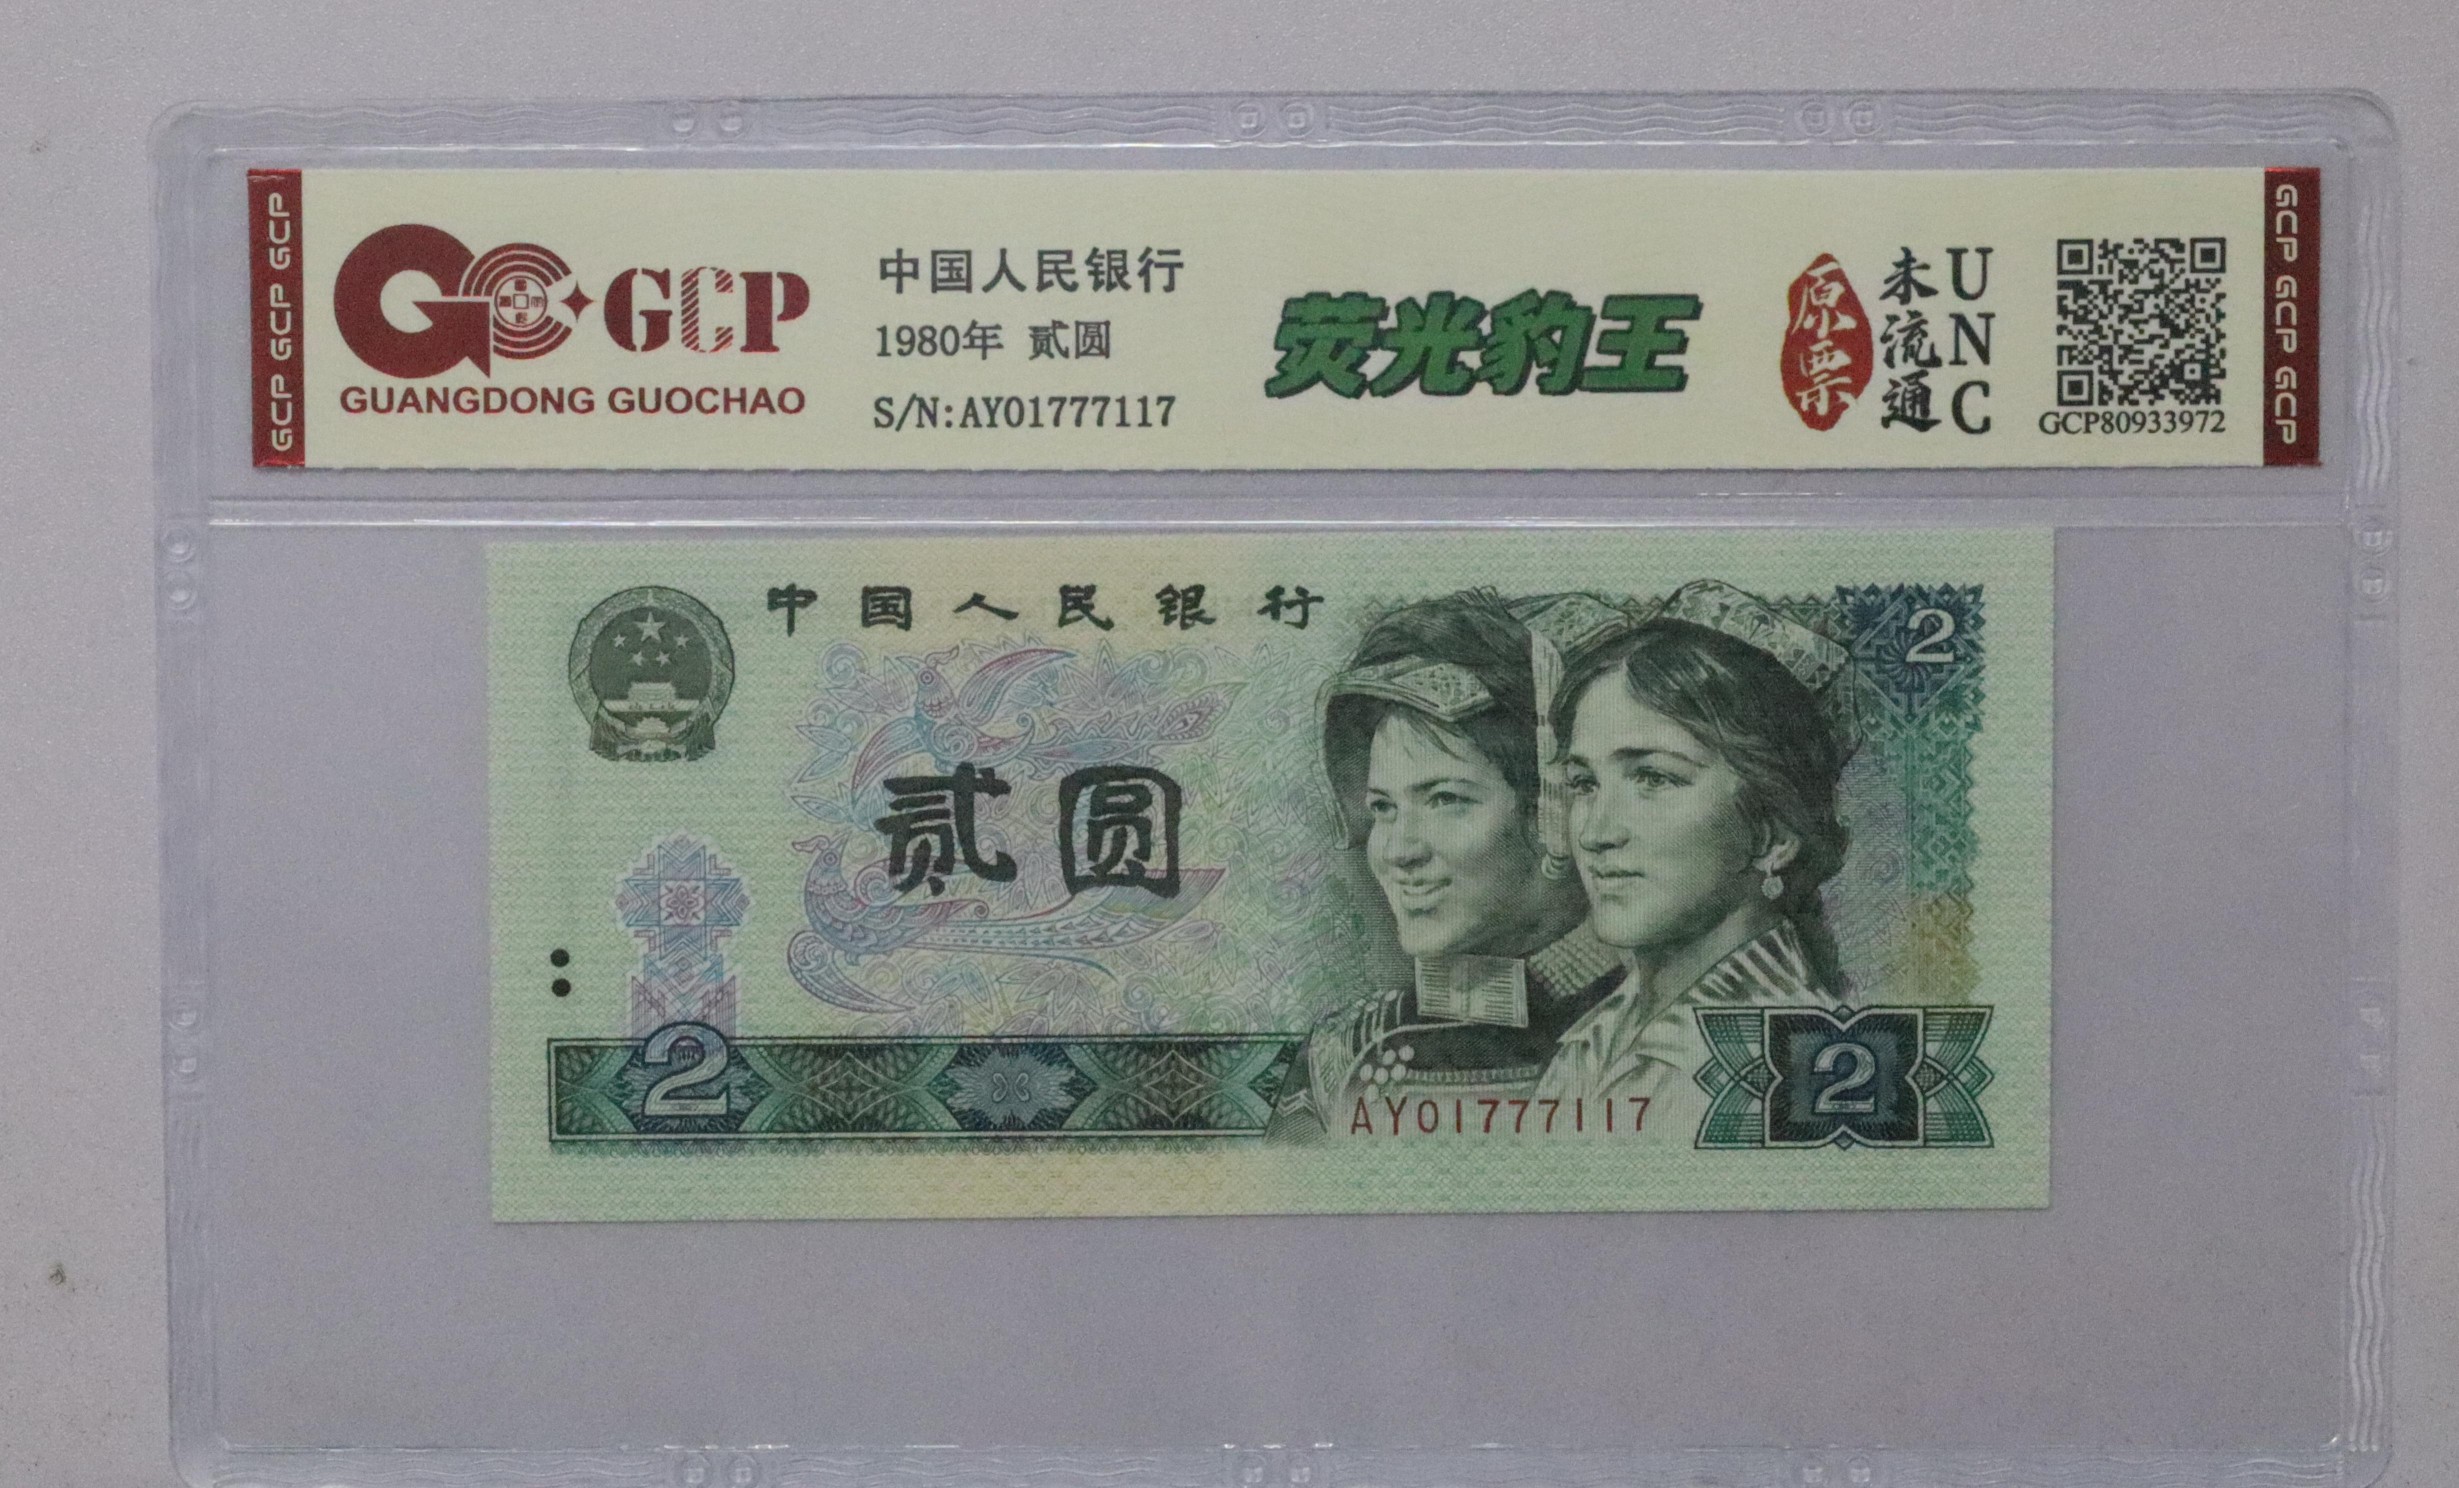 GCP GCP GCP
GCP
GUANGDONG GUOCHAO
中国人民银行
1980年 贰圆
S/N:AY01777117
荧光豹王
原票
未流通
UNC
GCP80933972
GCP GCP GCP
中国人民银行
2
贰圆
2
AY01777117
2